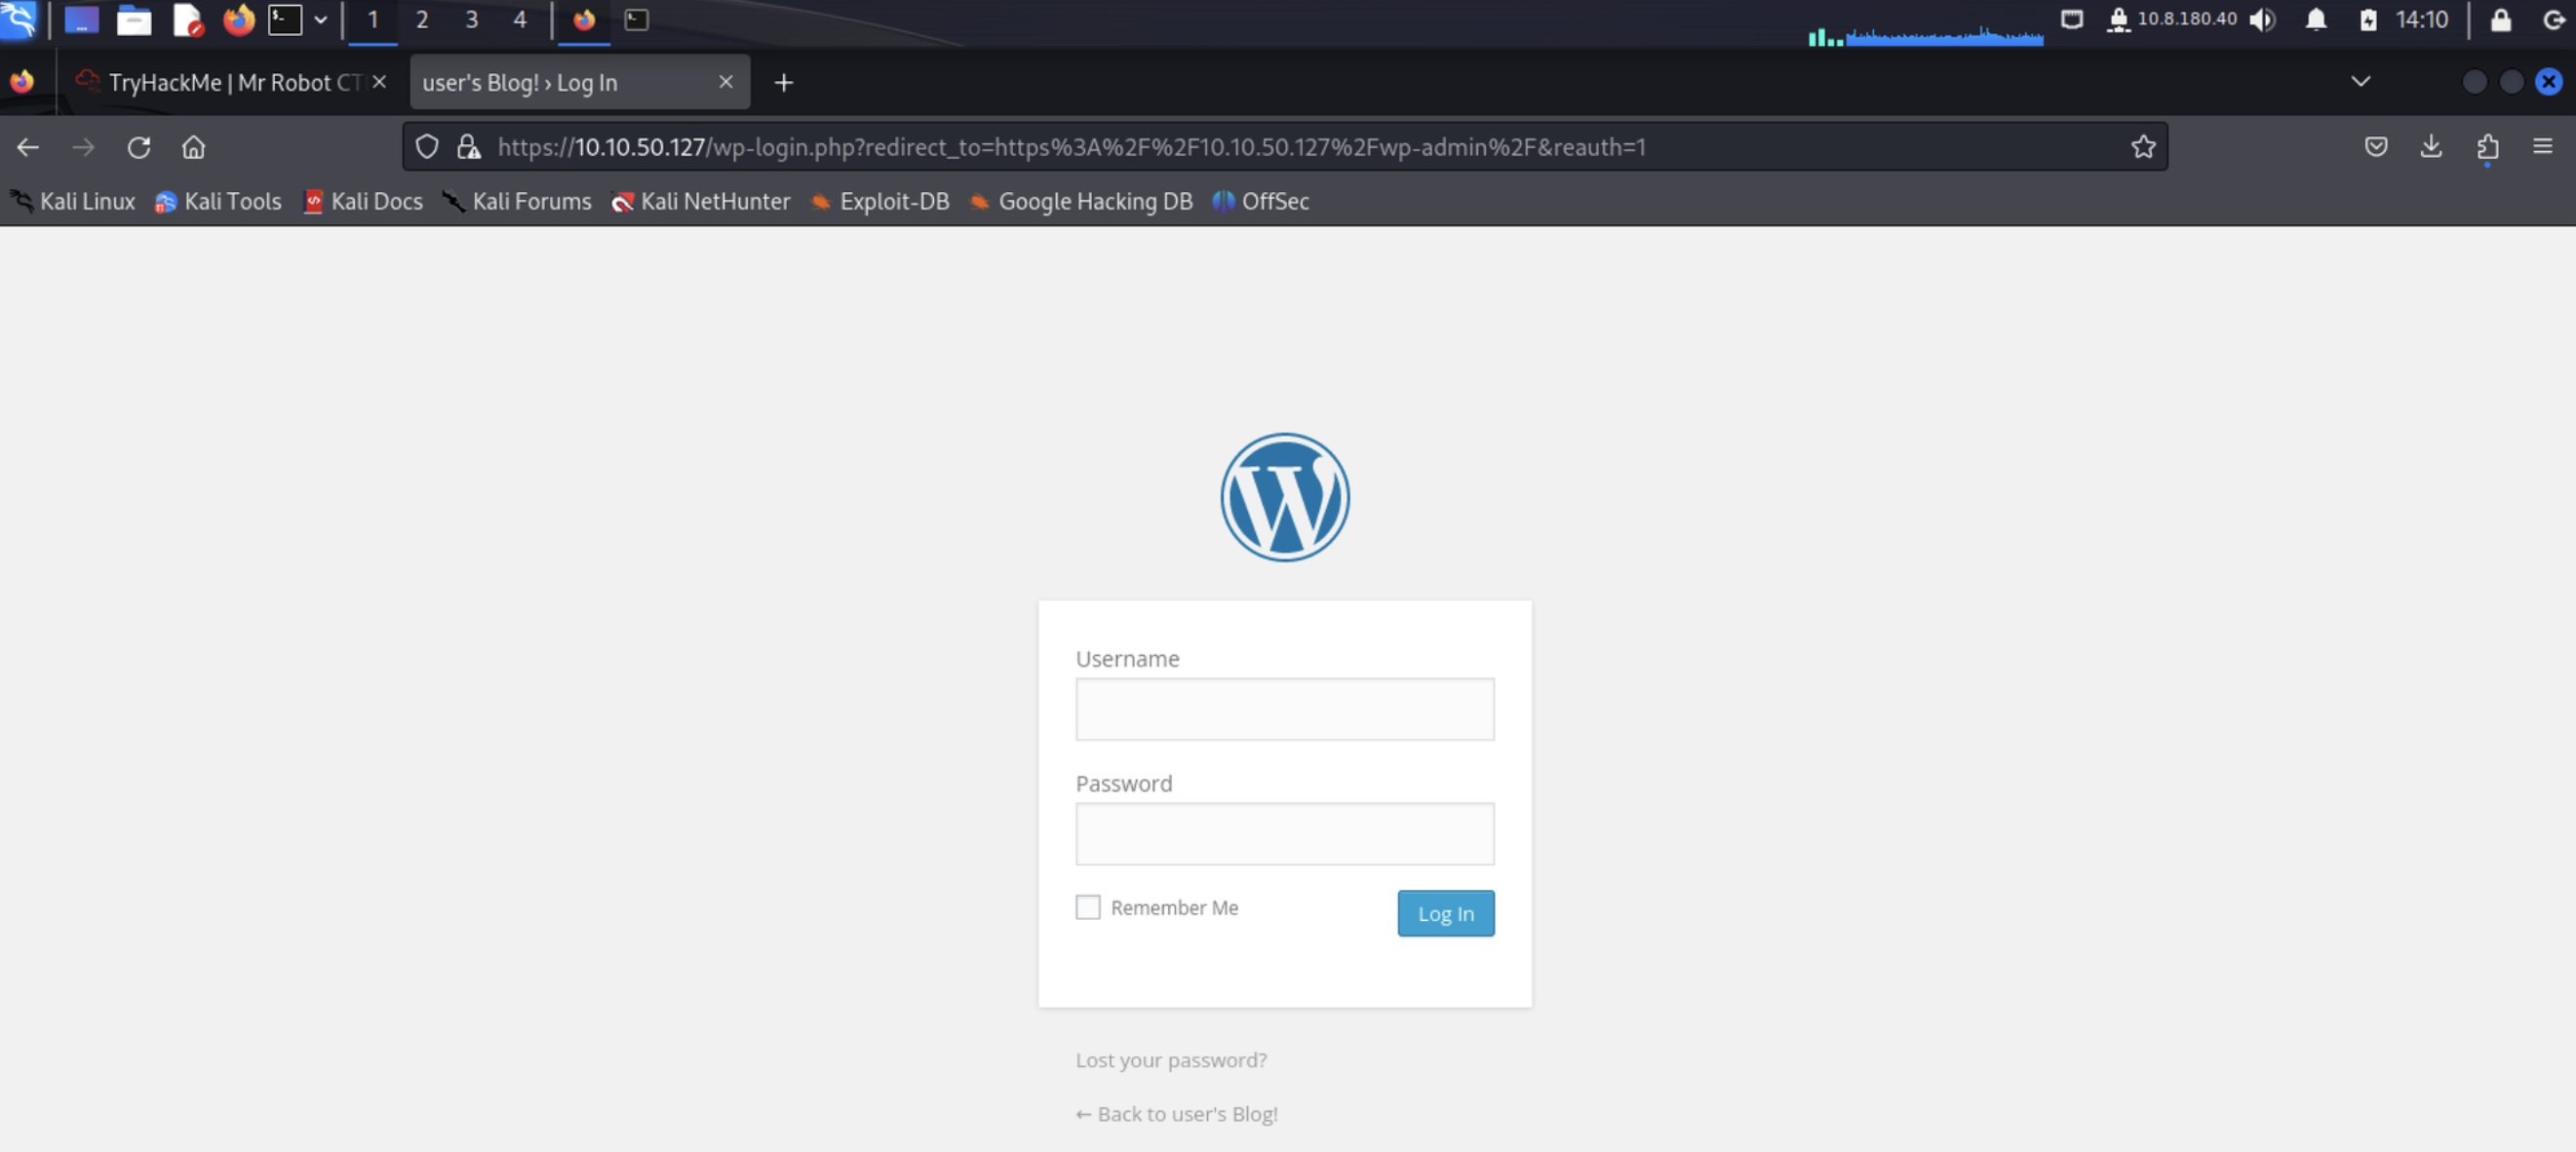 1 2 3 4 10.8.180.40 14:10
TryHackMe | Mr Robot CT user's Blog! › Log In
https://10.10.50.127/wp-login.php?redirect_to=https%3A%2F%2F10.10.50.127%2Fwp-admin%2F&reauth=1
Kali Linux Kali Tools Kali Docs Kali Forums Kali NetHunter Exploit-DB Google Hacking DB OffSec
Username
Password
Remember Me Log In
Lost your password?
← Back to user's Blog!